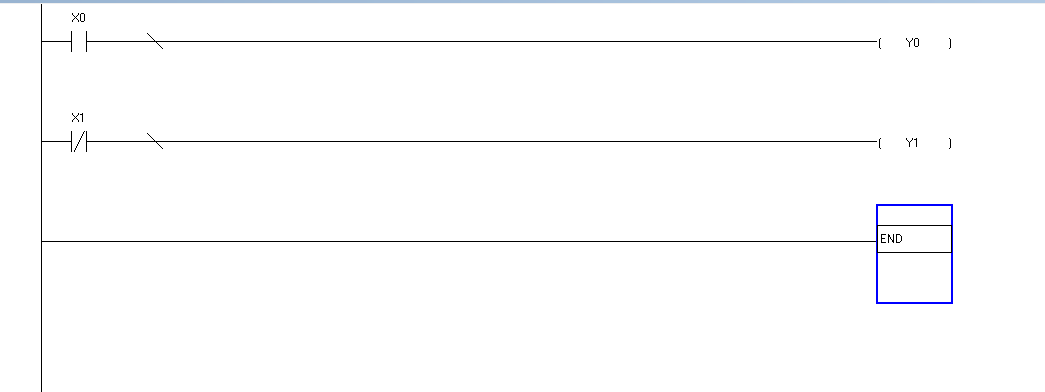 X0
( Y0 )
X1
( Y1 )
END